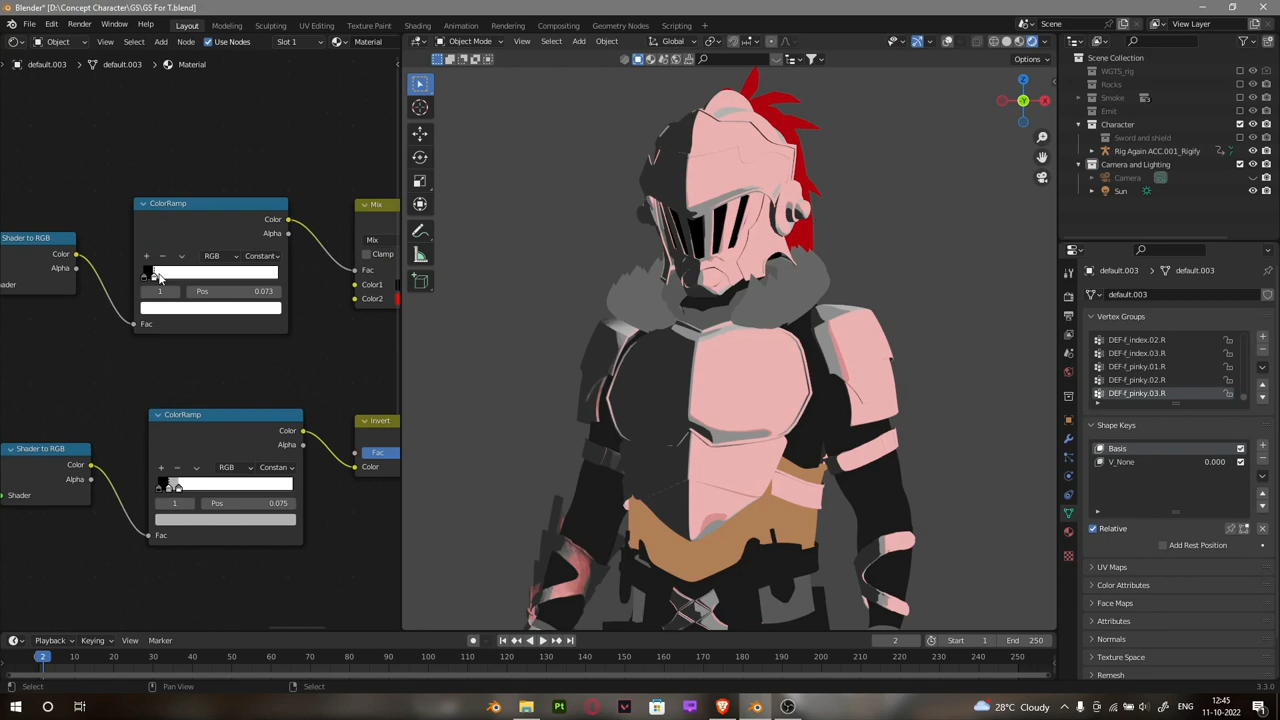 Blender* [D:\Concept Character\GS\GS For T.blend]
File Edit Render Window Help Layout Modeling Sculpting UV Editing Texture Paint Shading Animation Rendering Compositing Geometry Nodes Scripting + Scene View Layer
Object View Select Add Node Use Nodes Slot 1 Material
Object Mode View Select Add Object Global
default.003 > default.003 > Material
Options
Scene Collection
WGTS_rig
Rocks
Smoke
Emit
Character
Sword and shield
Rig Again ACC.001_Rigify
Camera and Lighting
Camera
Sun
ColorRamp
Color
Alpha
RGB Constant
1 Pos 0.073
Fac
Shader to RGB
Color
Alpha
Mix
Mix
Clamp
Fac
Color1
Color2
ColorRamp
Color
Alpha
RGB Constan
1 Pos 0.075
Fac
Shader to RGB
Color
Alpha
Shader
Invert
Fac
Color
default.003
default.003
Vertex Groups
DEF-f_index.02.R
DEF-f_index.03.R
DEF-f_pinky.01.R
DEF-f_pinky.02.R
DEF-f_pinky.03.R
Shape Keys
Basis
V_None 0.000
Relative
Add Rest Position
UV Maps
Color Attributes
Face Maps
Attributes
Normals
Texture Space
Remesh
Playback Keying View Marker 2 Start 1 End 250
2 10 20 30 40 50 60 70 80 90 100 110 120 130 140 150 160 170 180 190 200 210 220 230 240 250
Select Pan View Select 3.3.0
28°C Cloudy ENG 12:45
11-10-2022